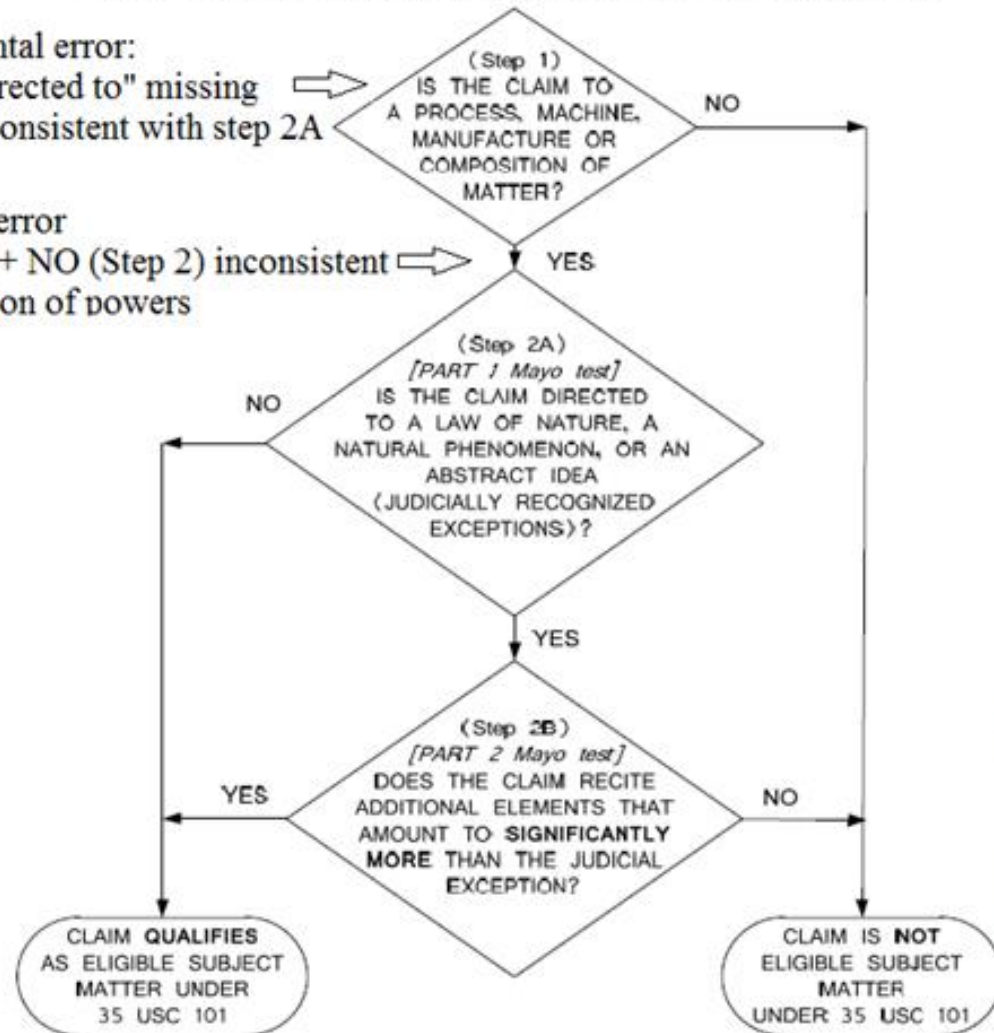 ntal error:
rected to" missing
onsistent with step 2A
error
+ NO (Step 2) inconsistent
on of powers
(Step 1)
IS THE CLAIM TO
A PROCESS, MACHINE,
MANUFACTURE OR
COMPOSITION OF
MATTER?
NO
YES
(Step 2A)
[PART 1 Mayo test]
IS THE CLAIM DIRECTED
TO A LAW OF NATURE, A
NATURAL PHENOMENON, OR AN
ABSTRACT IDEA
(JUDICIALLY RECOGNIZED
EXCEPTIONS)?
NO
YES
(Step 2B)
[PART 2 Mayo test]
DOES THE CLAIM RECITE
ADDITIONAL ELEMENTS THAT
AMOUNT TO SIGNIFICANTLY
MORE THAN THE JUDICIAL
EXCEPTION?
YES
NO
CLAIM QUALIFIES
AS ELIGIBLE SUBJECT
MATTER UNDER
35 USC 101
CLAIM IS NOT
ELIGIBLE SUBJECT
MATTER
UNDER 35 USC 101